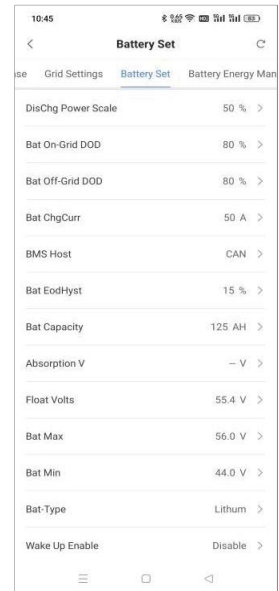 10:45
Battery Set
ase Grid Settings Battery Set Battery Energy Man
DisChg Power Scale 50 %
Bat On-Grid DOD 80 %
Bat Off-Grid DOD 80 %
Bat ChgCurr 50 A
BMS Host CAN
Bat EodHyst 15 %
Bat Capacity 125 AH
Absorption V -- V
Float Volts 55.4 V
Bat Max 56.0 V
Bat Min 44.0 V
Bat-Type Lithum
Wake Up Enable Disable